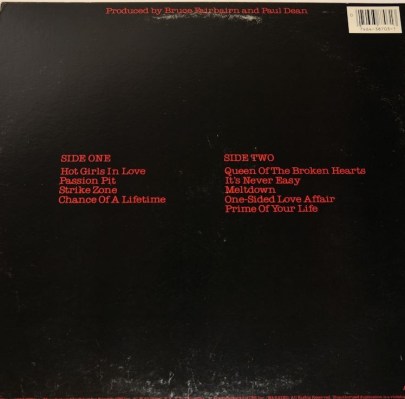 Produced by Bruce Fairbairn and Paul Dean
SIDE ONE
Hot Girls In Love
Passion Pit
Strike Zone
Chance Of A Lifetime
SIDE TWO
Queen Of The Broken Hearts
It's Never Easy
Meltdown
One-Sided Love Affair
Prime Of Your Life